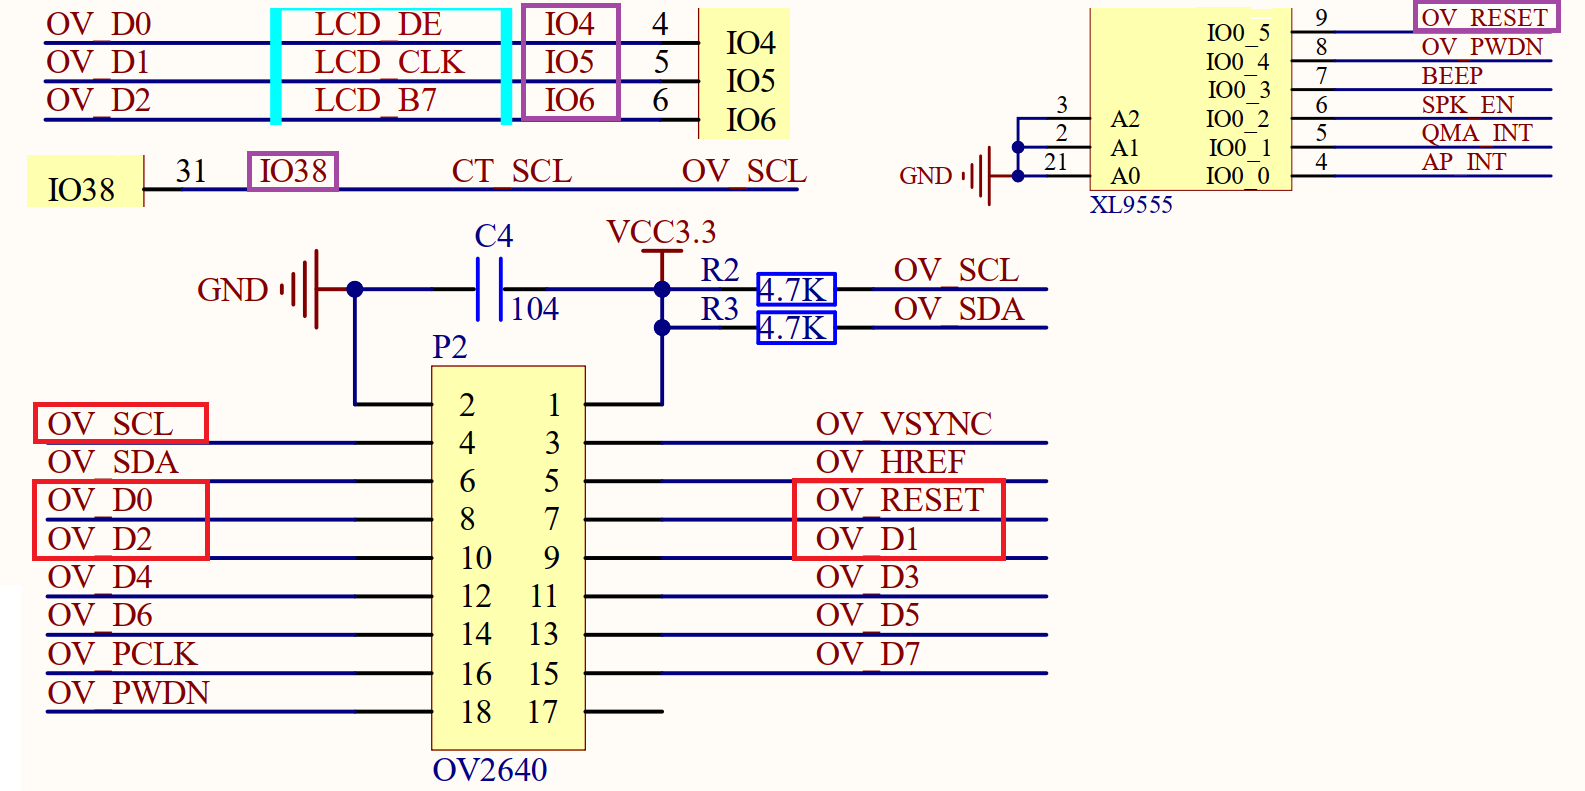 OV_D0 LCD_DE IO4 4 IO4
OV_D1 LCD_CLK IO5 5 IO5
OV_D2 LCD_B7 IO6 6 IO6
IO38 31 IO38 CT_SCL OV_SCL
IO0_5 9 OV_RESET
IO0_4 8 OV_PWDN
IO0_3 7 BEEP
3 A2 IO0_2 6 SPK_EN
2 A1 IO0_1 5 QMA_INT
GND 21 A0 IO0_0 4 AP_INT
XL9555
C4 VCC3.3
GND 104 R2 4.7K OV_SCL
R3 4.7K OV_SDA
P2
2 1
OV_SCL 4 3 OV_VSYNC
OV_SDA 6 5 OV_HREF
OV_D0 8 7 OV_RESET
OV_D2 10 9 OV_D1
OV_D4 12 11 OV_D3
OV_D6 14 13 OV_D5
OV_PCLK 16 15 OV_D7
OV_PWDN 18 17
OV2640